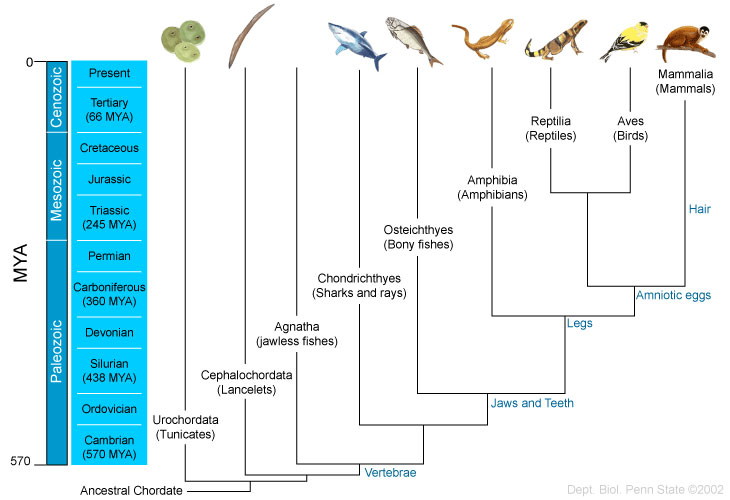 0
MYA
570
Cenozoic
Mesozoic
Paleozoic
Present
Tertiary
(66 MYA)
Cretaceous
Jurassic
Triassic
(245 MYA)
Permian
Carboniferous
(360 MYA)
Devonian
Silurian
(438 MYA)
Ordovician
Cambrian
(570 MYA)
Mammalia
(Mammals)
Reptilia
(Reptiles)
Aves
(Birds)
Amphibia
(Amphibians)
Hair
Osteichthyes
(Bony fishes)
Chondrichthyes
(Sharks and rays)
Amniotic eggs
Agnatha
(jawless fishes)
Legs
Cephalochordata
(Lancelets)
Jaws and Teeth
Urochordata
(Tunicates)
Vertebrae
Ancestral Chordate
Dept. Biol. Penn State ©2002